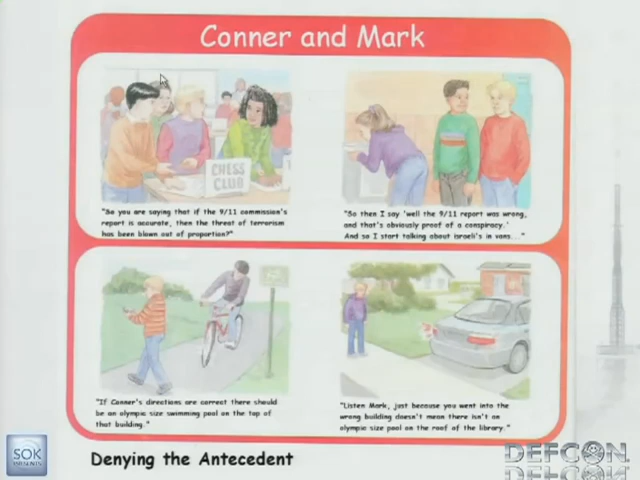 Conner and Mark
CHESS
CLUB
"So you are saying that if the 9/11 commission's
report is accurate, then the threat of terrorism
has been blown out of proportion?"
"So then I say 'well the 9/11 report was wrong,
and that's obviously proof of a conspiracy.'
And so I start talking about israeli's in vans..."
"If Conner's directions are correct there should
be an olympic size swimming pool on the top of
that building."
"Listen Mark, just because you went into the
wrong building doesn't mean there isn't an
olympic size pool on the roof of the library."
Denying the Antecedent
SOK
DEFCON